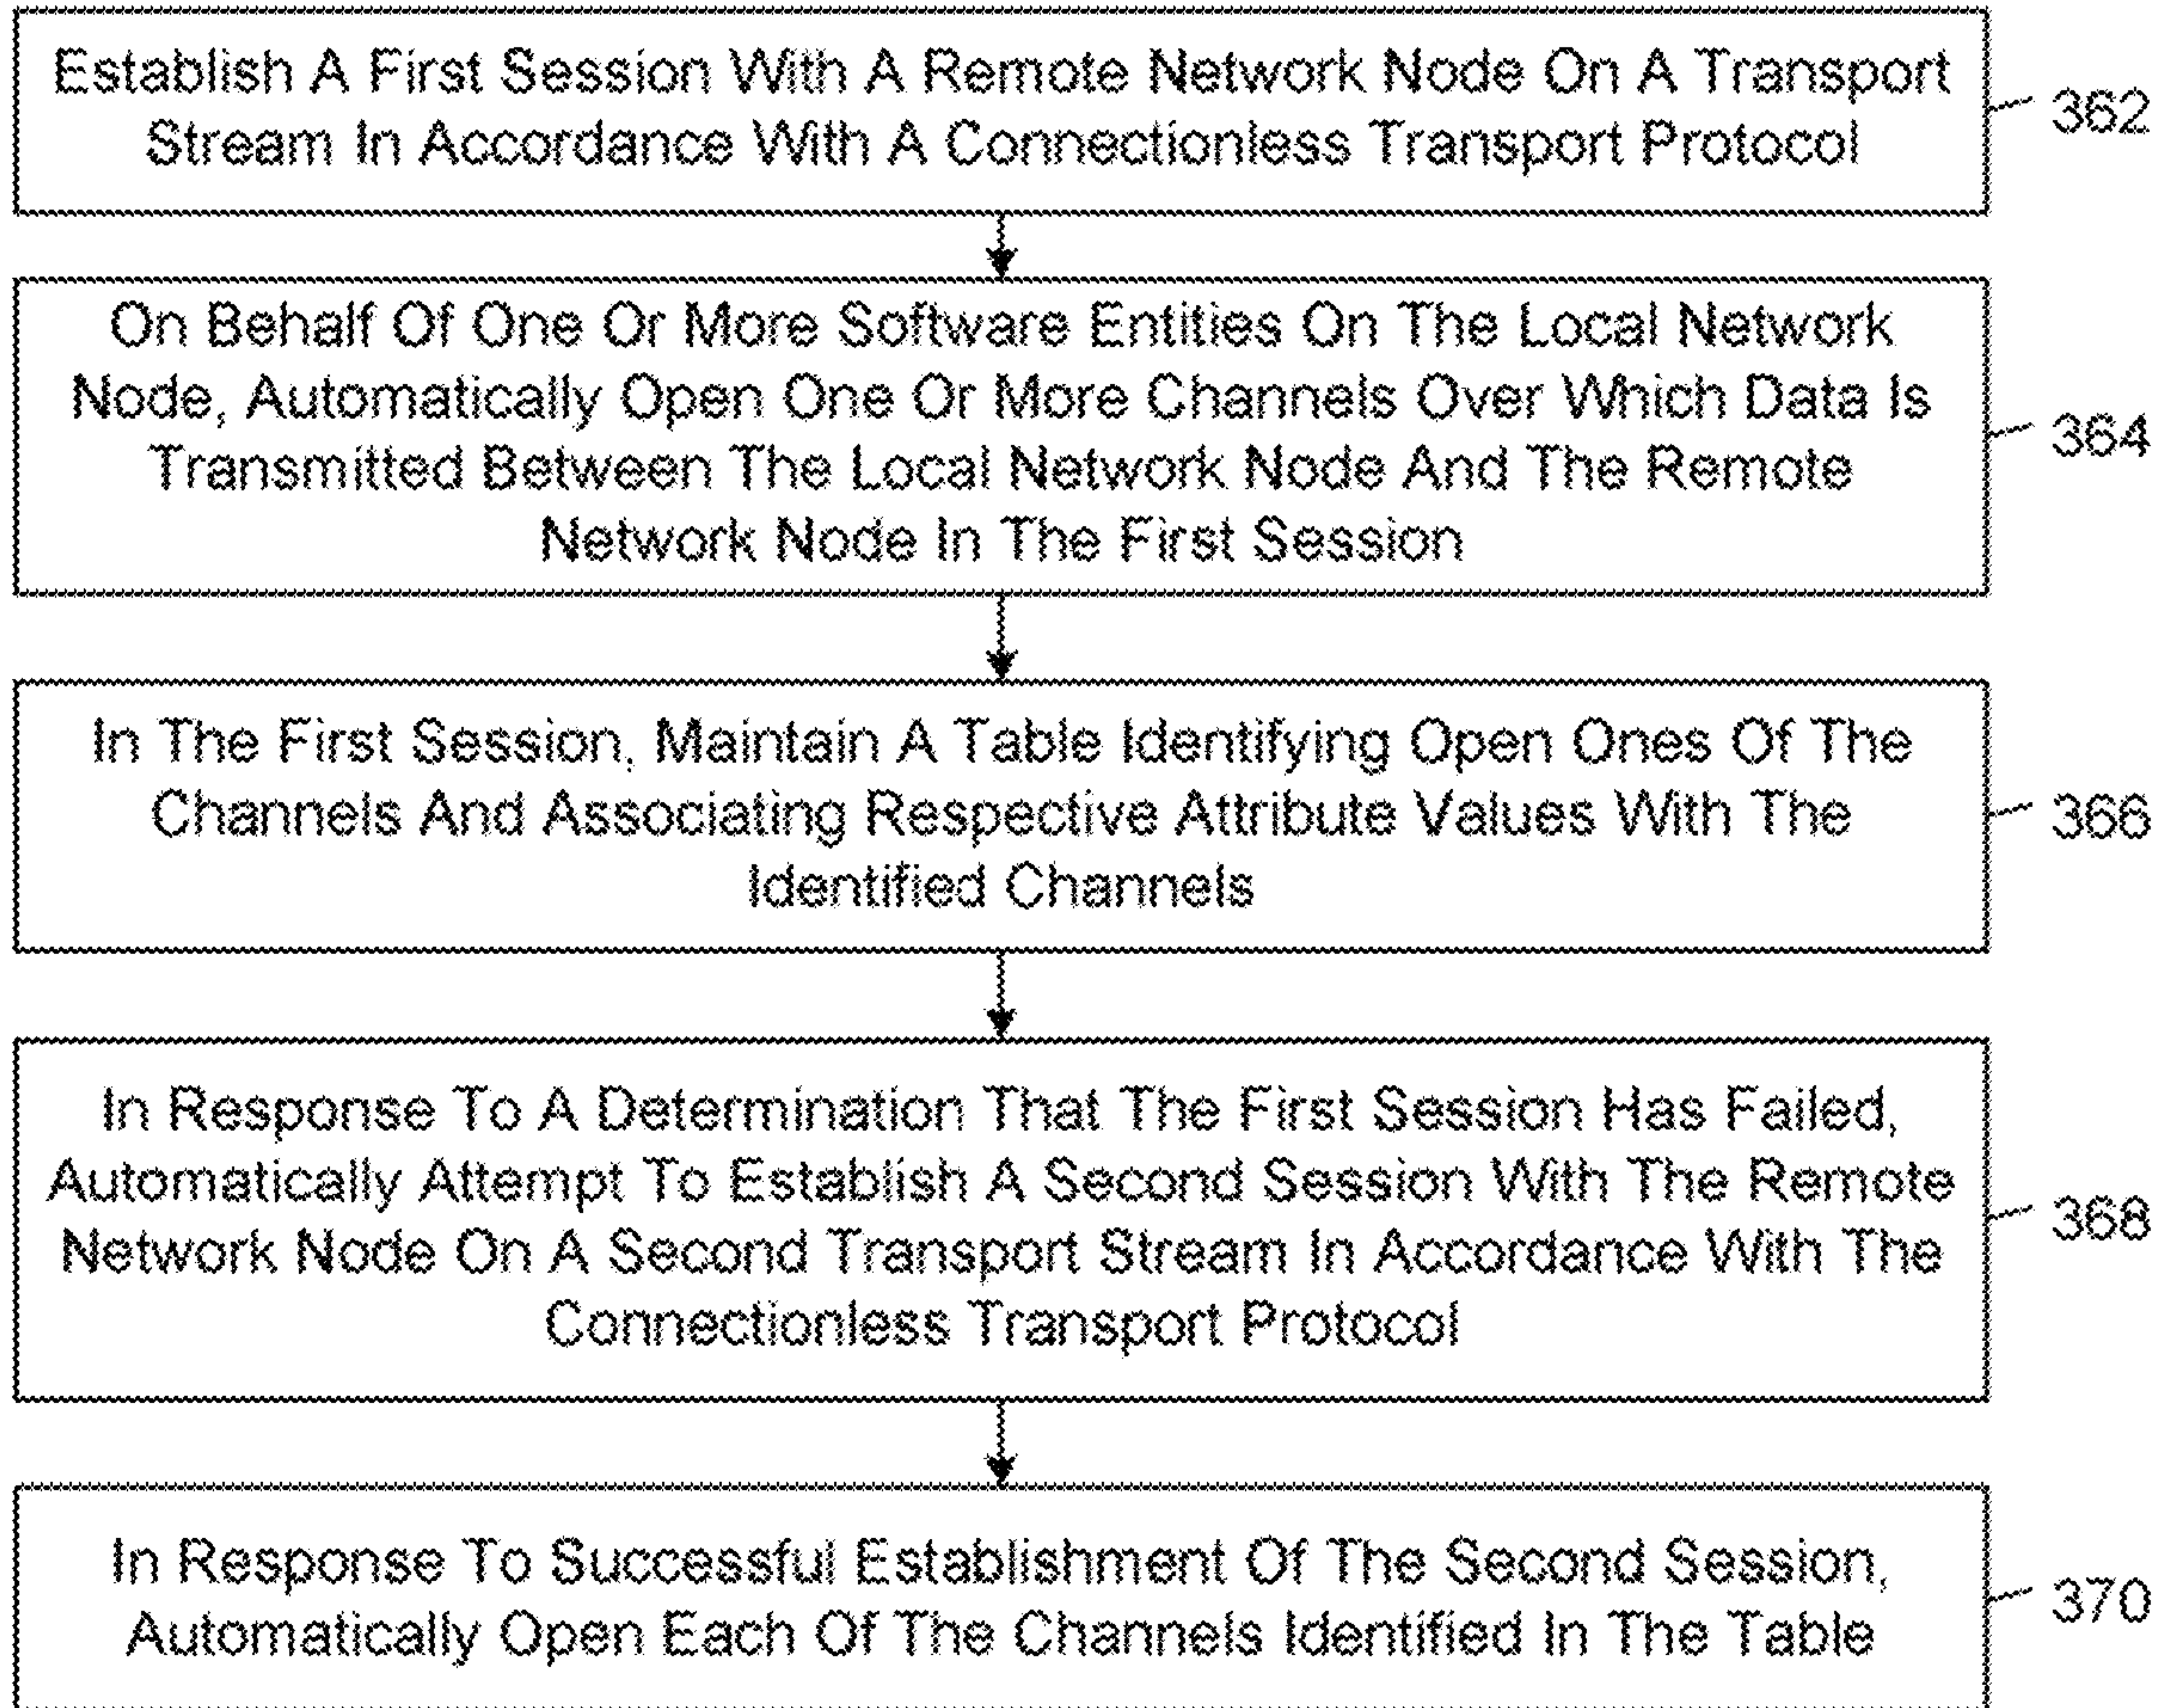 Establish A First Session With A Remote Network Node On A Transport
Stream In Accordance With A Connectionless Transport Protocol
362
On Behalf Of One Or More Software Entities On The Local Network
Node, Automatically Open One Or More Channels Over Which Data Is
Transmitted Between The Local Network Node And The Remote
Network Node In The First Session
364
In The First Session, Maintain A Table Identifying Open Ones Of The
Channels And Associating Respective Attribute Values With The
Identified Channels
366
In Response To A Determination That The First Session Has Failed,
Automatically Attempt To Establish A Second Session With The Remote
Network Node On A Second Transport Stream In Accordance With The
Connectionless Transport Protocol
368
In Response To Successful Establishment Of The Second Session,
Automatically Open Each Of The Channels Identified In The Table
370